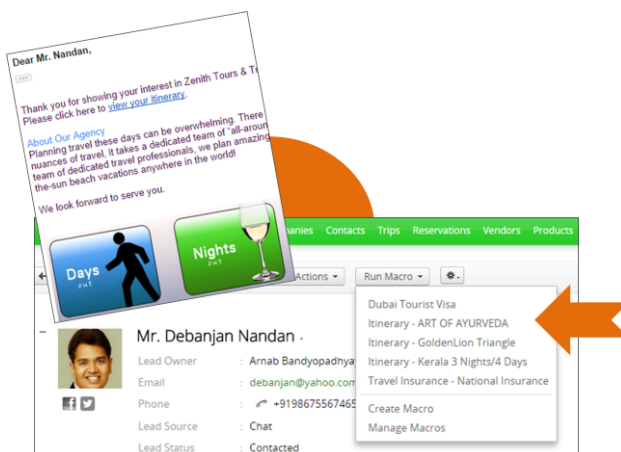 Dear Mr. Nandan,
Thank you for showing your interest in Zenith Tours &
Please click here to view your itinerary.
About Our Agency
Planning travel these days can be overwhelming. There
nuances of travel, it takes a dedicated team of "all-aroun
team of dedicated travel professionals, we plan amazing
the-sun beach vacations anywhere in the world!
We look forward to serve you.
Days
Nights
Contacts Trips Reservations Vendors Products
Actions Run Macro
Dubai Tourist Visa
Itinerary - ART OF AYURVEDA
Itinerary - GoldenLion Triangle
Itinerary - Kerala 3 Nights/4 Days
Travel Insurance - National Insurance
Create Macro
Manage Macros
Mr. Debanjan Nandan -
Lead Owner : Arnab Bandyopadhya
Email : debanjan@yahoo.com
Phone : +919867556746
Lead Source : Chat
Lead Status : Contacted